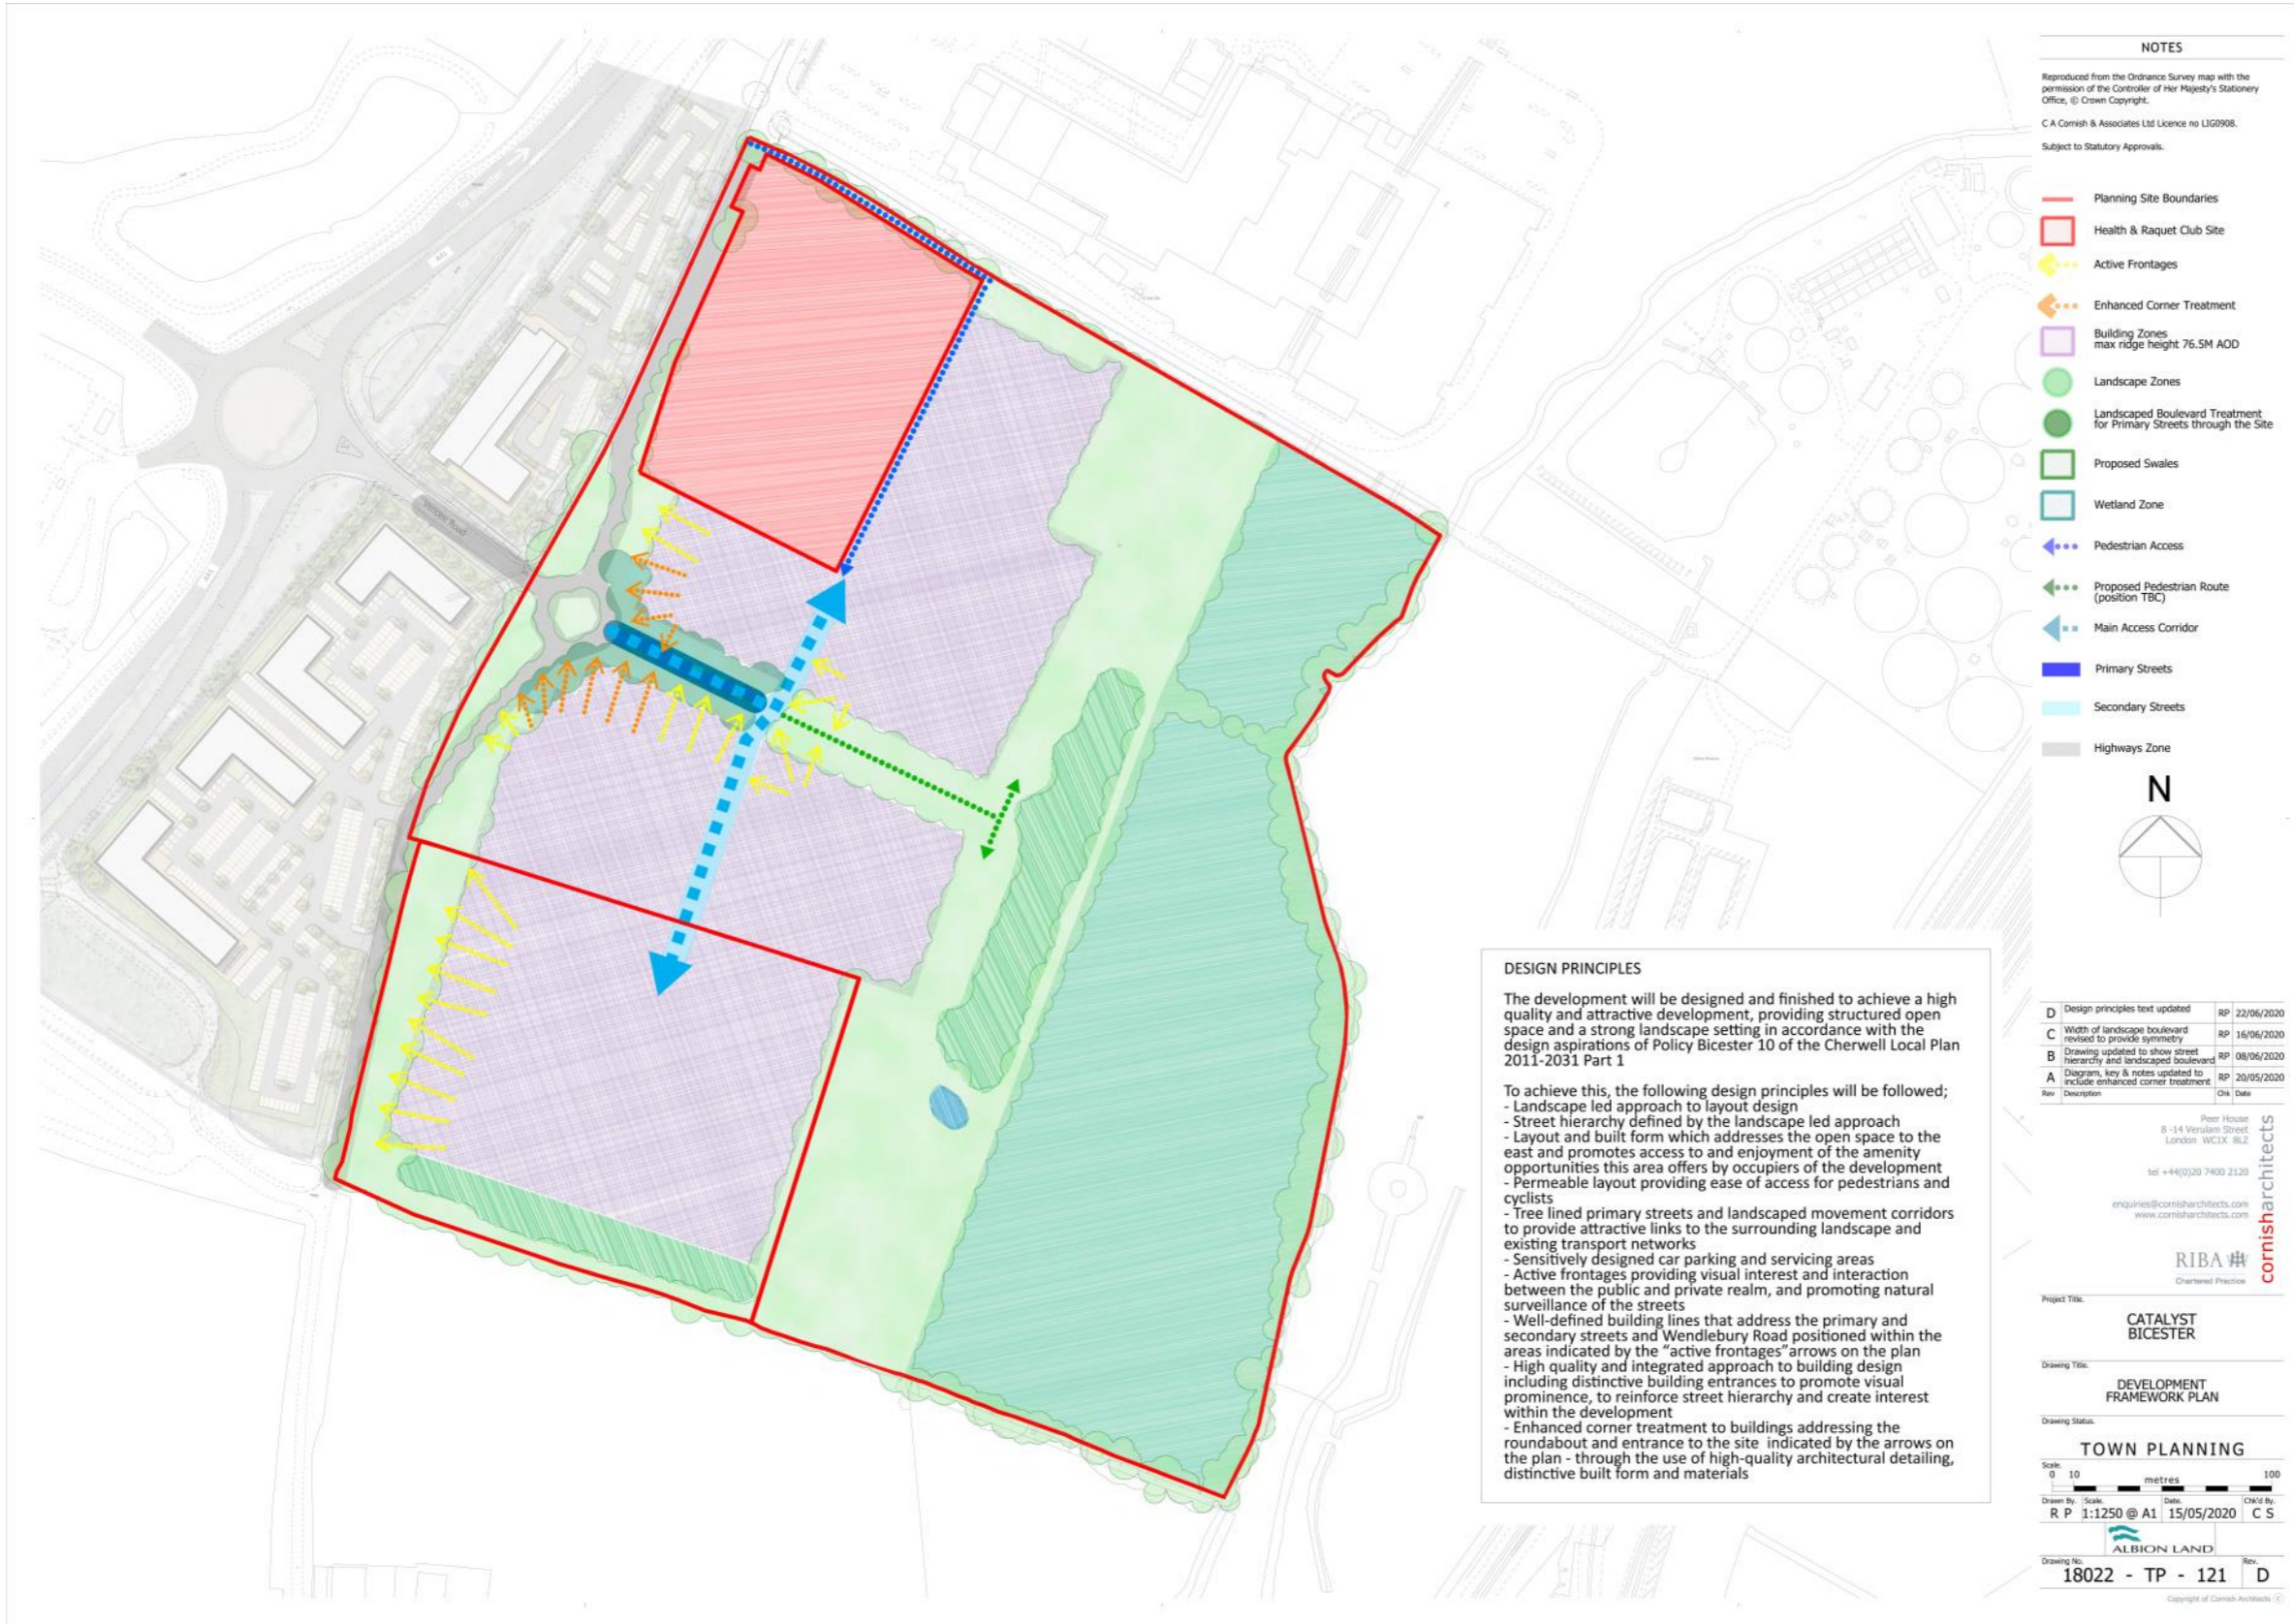 NOTES
Reproduced from the Ordnance Survey map with the
permission of the Controller of Her Majesty's Stationery
Office, © Crown Copyright.
C A Cornish & Associates Ltd Licence no LIG0908.
Subject to Statutory Approvals.
Planning Site Boundaries
Health & Raquet Club Site
Active Frontages
Enhanced Corner Treatment
Building Zones
max ridge height 76.5M AOD
Landscape Zones
Landscaped Boulevard Treatment
for Primary Streets through the Site
Proposed Swales
Wetland Zone
Pedestrian Access
Proposed Pedestrian Route
(position TBC)
Main Access Corridor
Primary Streets
Secondary Streets
Highways Zone
N
A41
Vendee Road
A41
DESIGN PRINCIPLES
The development will be designed and finished to achieve a high
quality and attractive development, providing structured open
space and a strong landscape setting in accordance with the
design aspirations of Policy Bicester 10 of the Cherwell Local Plan
2011-2031 Part 1
To achieve this, the following design principles will be followed;
- Landscape led approach to layout design
- Street hierarchy defined by the landscape led approach
- Layout and built form which addresses the open space to the
east and promotes access to and enjoyment of the amenity
opportunities this area offers by occupiers of the development
- Permeable layout providing ease of access for pedestrians and
cyclists
- Tree lined primary streets and landscaped movement corridors
to provide attractive links to the surrounding landscape and
existing transport networks
- Sensitively designed car parking and servicing areas
- Active frontages providing visual interest and interaction
between the public and private realm, and promoting natural
surveillance of the streets
- Well-defined building lines that address the primary and
secondary streets and Wendlebury Road positioned within the
areas indicated by the “active frontages”arrows on the plan
- High quality and integrated approach to building design
including distinctive building entrances to promote visual
prominence, to reinforce street hierarchy and create interest
within the development
- Enhanced corner treatment to buildings addressing the
roundabout and entrance to the site indicated by the arrows on
the plan - through the use of high-quality architectural detailing,
distinctive built form and materials
D Design principles text updated RP 22/06/2020
C Width of landscape boulevard
revised to provide symmetry RP 16/06/2020
B Drawing updated to show street
hierarchy and landscaped boulevard RP 08/06/2020
A Diagram, key & notes updated to
include enhanced corner treatment RP 20/05/2020
Rev Description Chk Date
Peer House
8 -14 Verulam Street
London WC1X 8LZ
tel +44(0)20 7400 2120
enquiries@cornisharchitects.com
www.cornisharchitects.com
cornisharchitects
RIBA
Chartered Practice
Project Title.
CATALYST
BICESTER
Drawing Title.
DEVELOPMENT
FRAMEWORK PLAN
Drawing Status.
TOWN PLANNING
Scale.
0 10 metres 100
Drawn By. Scale. Date. Chk'd By.
R P 1:1250 @ A1 15/05/2020 C S
ALBION LAND
Drawing No. Rev.
18022 - TP - 121 D
Copyright of Cornish Architects ©